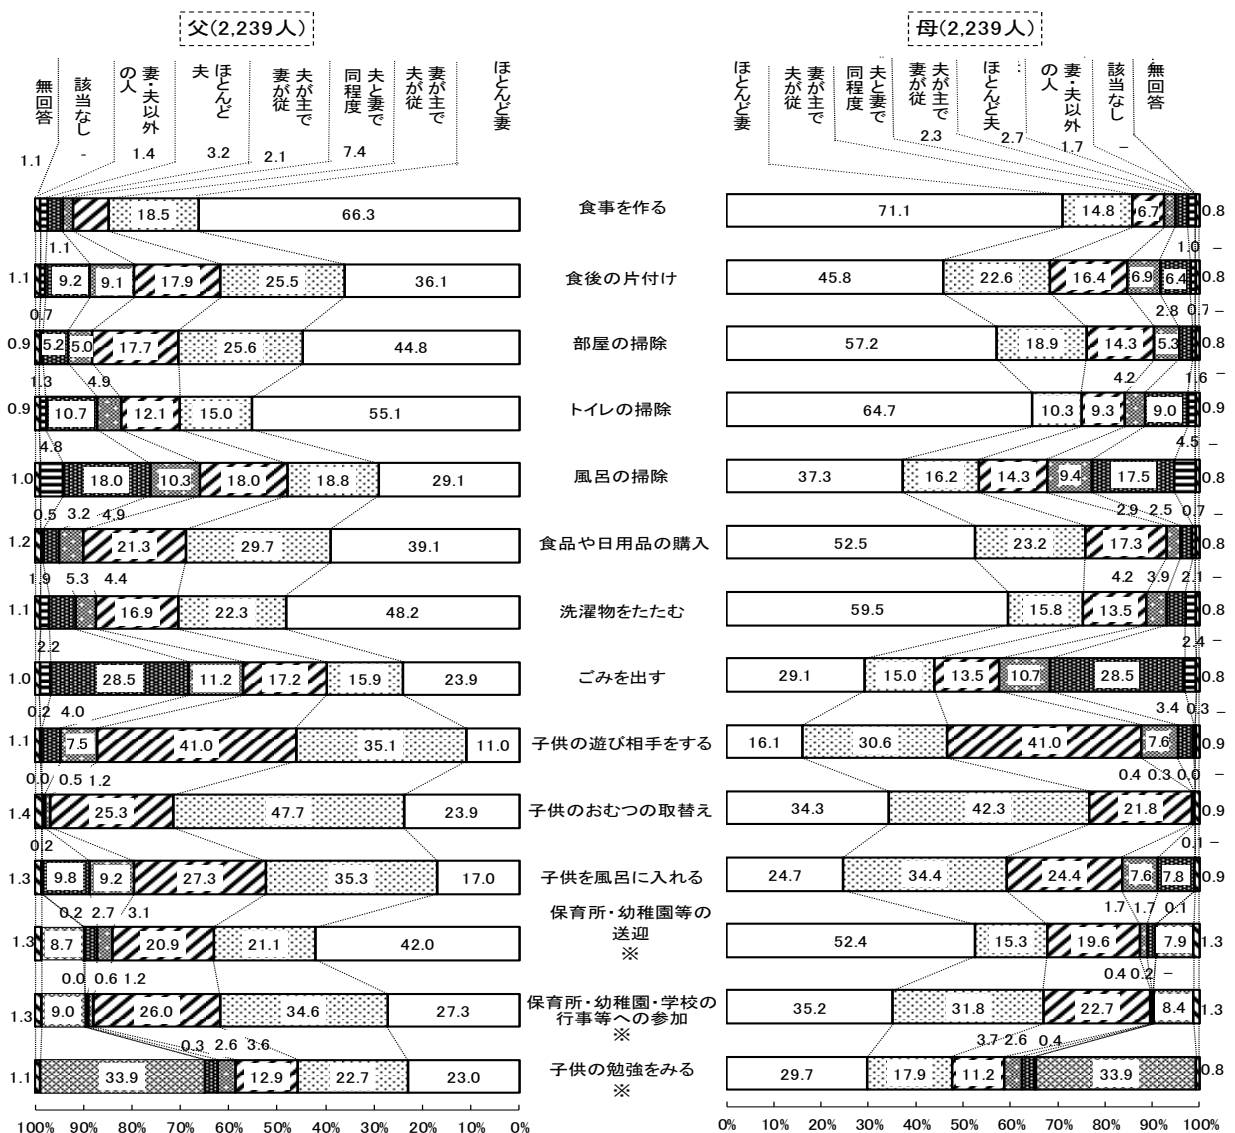 父(2,239人)
母(2,239人)
無回答
該当なし
妻・夫以外
の人
ほとんど
夫
夫が主で
妻が従
夫と妻で
同程度
妻が主で
夫が従
ほとんど妻
ほとんど妻
妻が主で
夫が従
夫と妻で
同程度
夫が主で
妻が従
ほとんど夫
妻・夫以外
の人
該当なし
無回答
1.1 - 1.4 3.2 2.1 7.4
2.3 2.7 1.7 -
18.5 66.3 食事を作る 71.1 14.8 6.7 0.8
1.1 1.0 -
1.1 9.2 9.1 17.9 25.5 36.1 食後の片付け 45.8 22.6 16.4 6.9 6.4 0.8
0.7 2.8 0.7 -
0.9 5.2 5.0 17.7 25.6 44.8 部屋の掃除 57.2 18.9 14.3 5.3 0.8
1.3 4.9 4.2 1.6 -
0.9 10.7 12.1 15.0 55.1 トイレの掃除 64.7 10.3 9.3 9.0 0.9
4.8 4.5 -
1.0 18.0 10.3 18.0 18.8 29.1 風呂の掃除 37.3 16.2 14.3 9.4 17.5 0.8
0.5 3.2 4.9 2.9 2.5 0.7 -
1.2 21.3 29.7 39.1 食品や日用品の購入 52.5 23.2 17.3 0.8
1.9 5.3 4.4 4.2 3.9 2.1 -
1.1 16.9 22.3 48.2 洗濯物をたたむ 59.5 15.8 13.5 0.8
2.2 2.4 -
1.0 28.5 11.2 17.2 15.9 23.9 ごみを出す 29.1 15.0 13.5 10.7 28.5 0.8
0.2 4.0 3.4 0.3 -
1.1 7.5 41.0 35.1 11.0 子供の遊び相手をする 16.1 30.6 41.0 7.6 0.9
0.0 0.5 1.2 0.4 0.3 0.0 -
1.4 25.3 47.7 23.9 子供のおむつの取替え 34.3 42.3 21.8 0.9
0.2 0.1 -
1.3 9.8 9.2 27.3 35.3 17.0 子供を風呂に入れる 24.7 34.4 24.4 7.6 7.8 0.9
0.2 2.7 3.1 保育所・幼稚園等の 1.7 1.7 0.1
1.3 8.7 20.9 21.1 42.0 送迎 52.4 15.3 19.6 7.9 1.3
※
0.0 0.6 1.2 0.4 0.2 -
1.3 9.0 26.0 34.6 27.3 保育所・幼稚園・学校の 35.2 31.8 22.7 8.4 1.3
行事等への参加
※
0.3 2.6 3.6 3.7 2.6 0.4
1.1 33.9 12.9 22.7 23.0 子供の勉強をみる 29.7 17.9 11.2 33.9 0.8
※
100% 90% 80% 70% 60% 50% 40% 30% 20% 10% 0%
0% 10% 20% 30% 40% 50% 60% 70% 80% 90% 100%